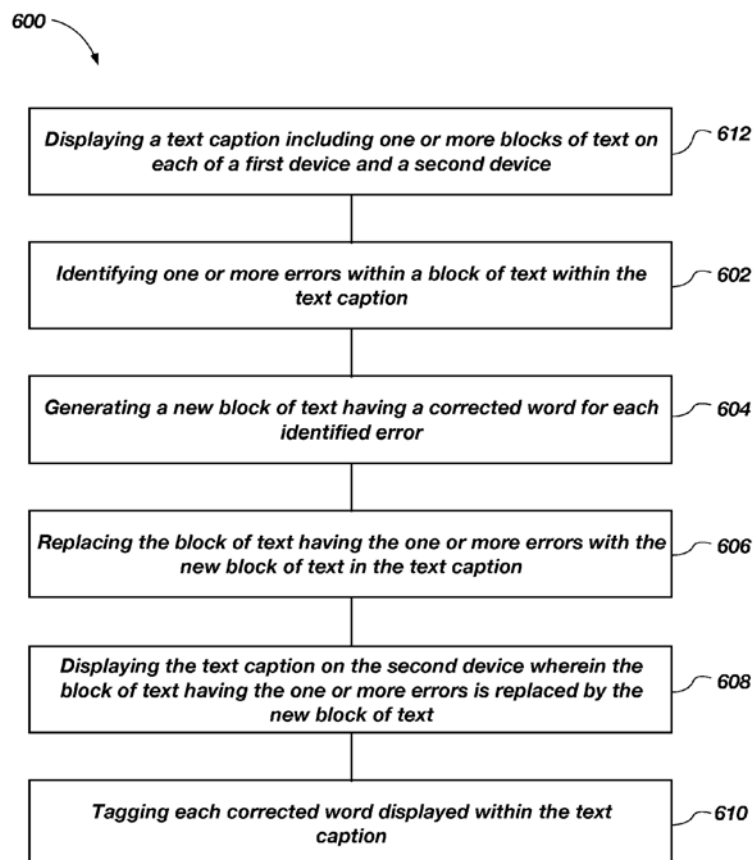 600
Displaying a text caption including one or more blocks of text on
each of a first device and a second device
612
Identifying one or more errors within a block of text within the
text caption
602
Generating a new block of text having a corrected word for each
identified error
604
Replacing the block of text having the one or more errors with the
new block of text in the text caption
606
Displaying the text caption on the second device wherein the
block of text having the one or more errors is replaced by the
new block of text
608
Tagging each corrected word displayed within the text
caption
610